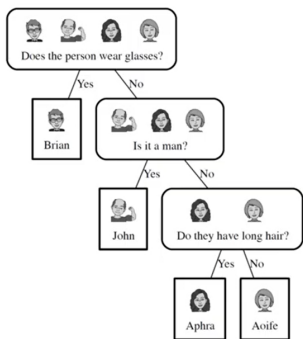 Does the person wear glasses?
Yes
No
Brian
Is it a man?
Yes
No
John
Do they have long hair?
Yes
No
Aphra
Aoife